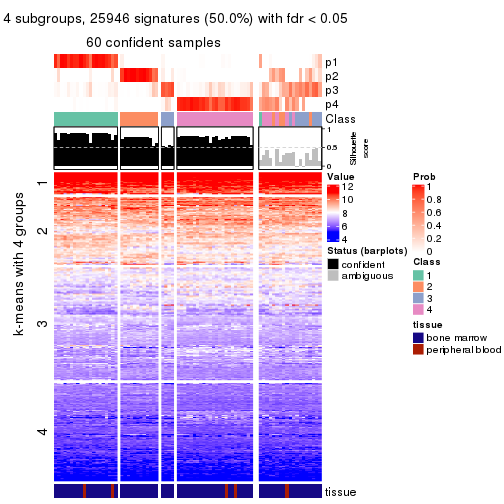 4 subgroups, 25946 signatures (50.0%) with fdr < 0.05
60 confident samples
p1
p2
p3
p4
Class
1
0.5
0
Silhouette
score
k-means with 4 groups
1
2
3
4
tissue
Value
12
10
8
6
4
Status (barplots)
confident
ambiguous
Prob
1
0.8
0.6
0.4
0.2
0
Class
1
2
3
4
tissue
bone marrow
peripheral blood